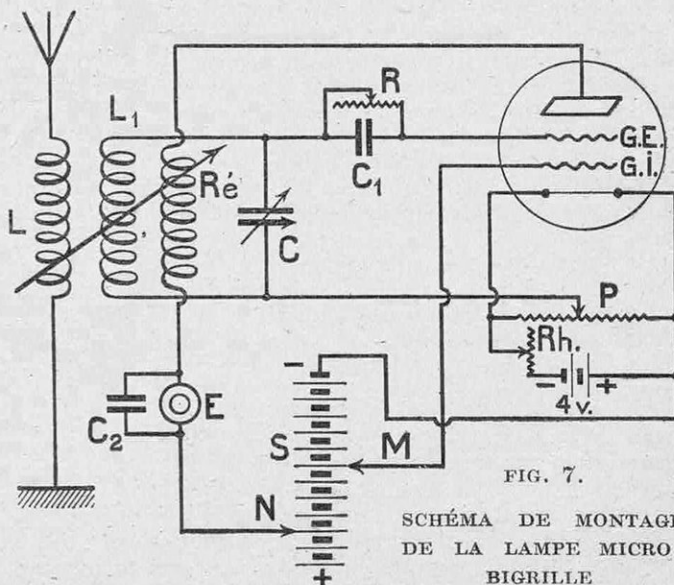 L
L1
Ré
C
R
C1
G.E.
G.i.
P
Rh.
- +
4 v.
C2
E
-
S
M
N
+
FIG. 7.
SCHÉMA DE MONTAGE
DE LA LAMPE MICRO
BIGRILLE